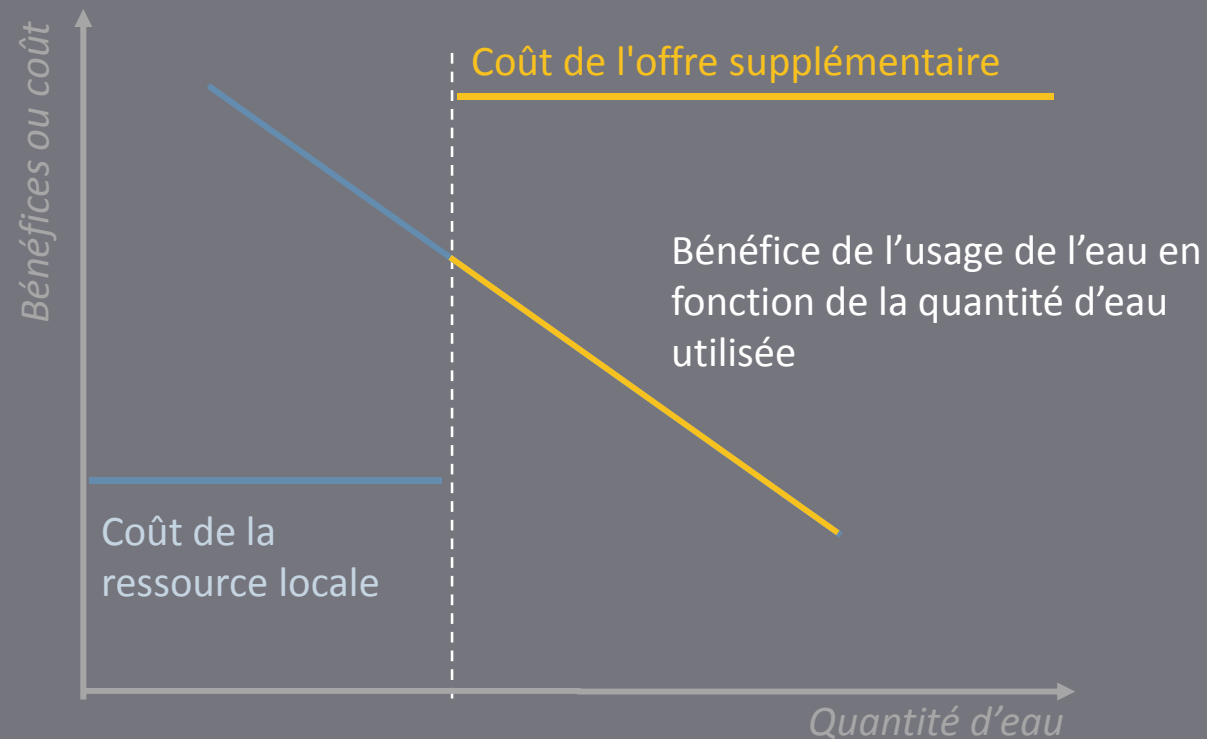 Bénéfices ou coût
Coût de l'offre supplémentaire
Bénéfice de l’usage de l’eau en
fonction de la quantité d’eau
utilisée
Coût de la
ressource locale
Quantité d’eau